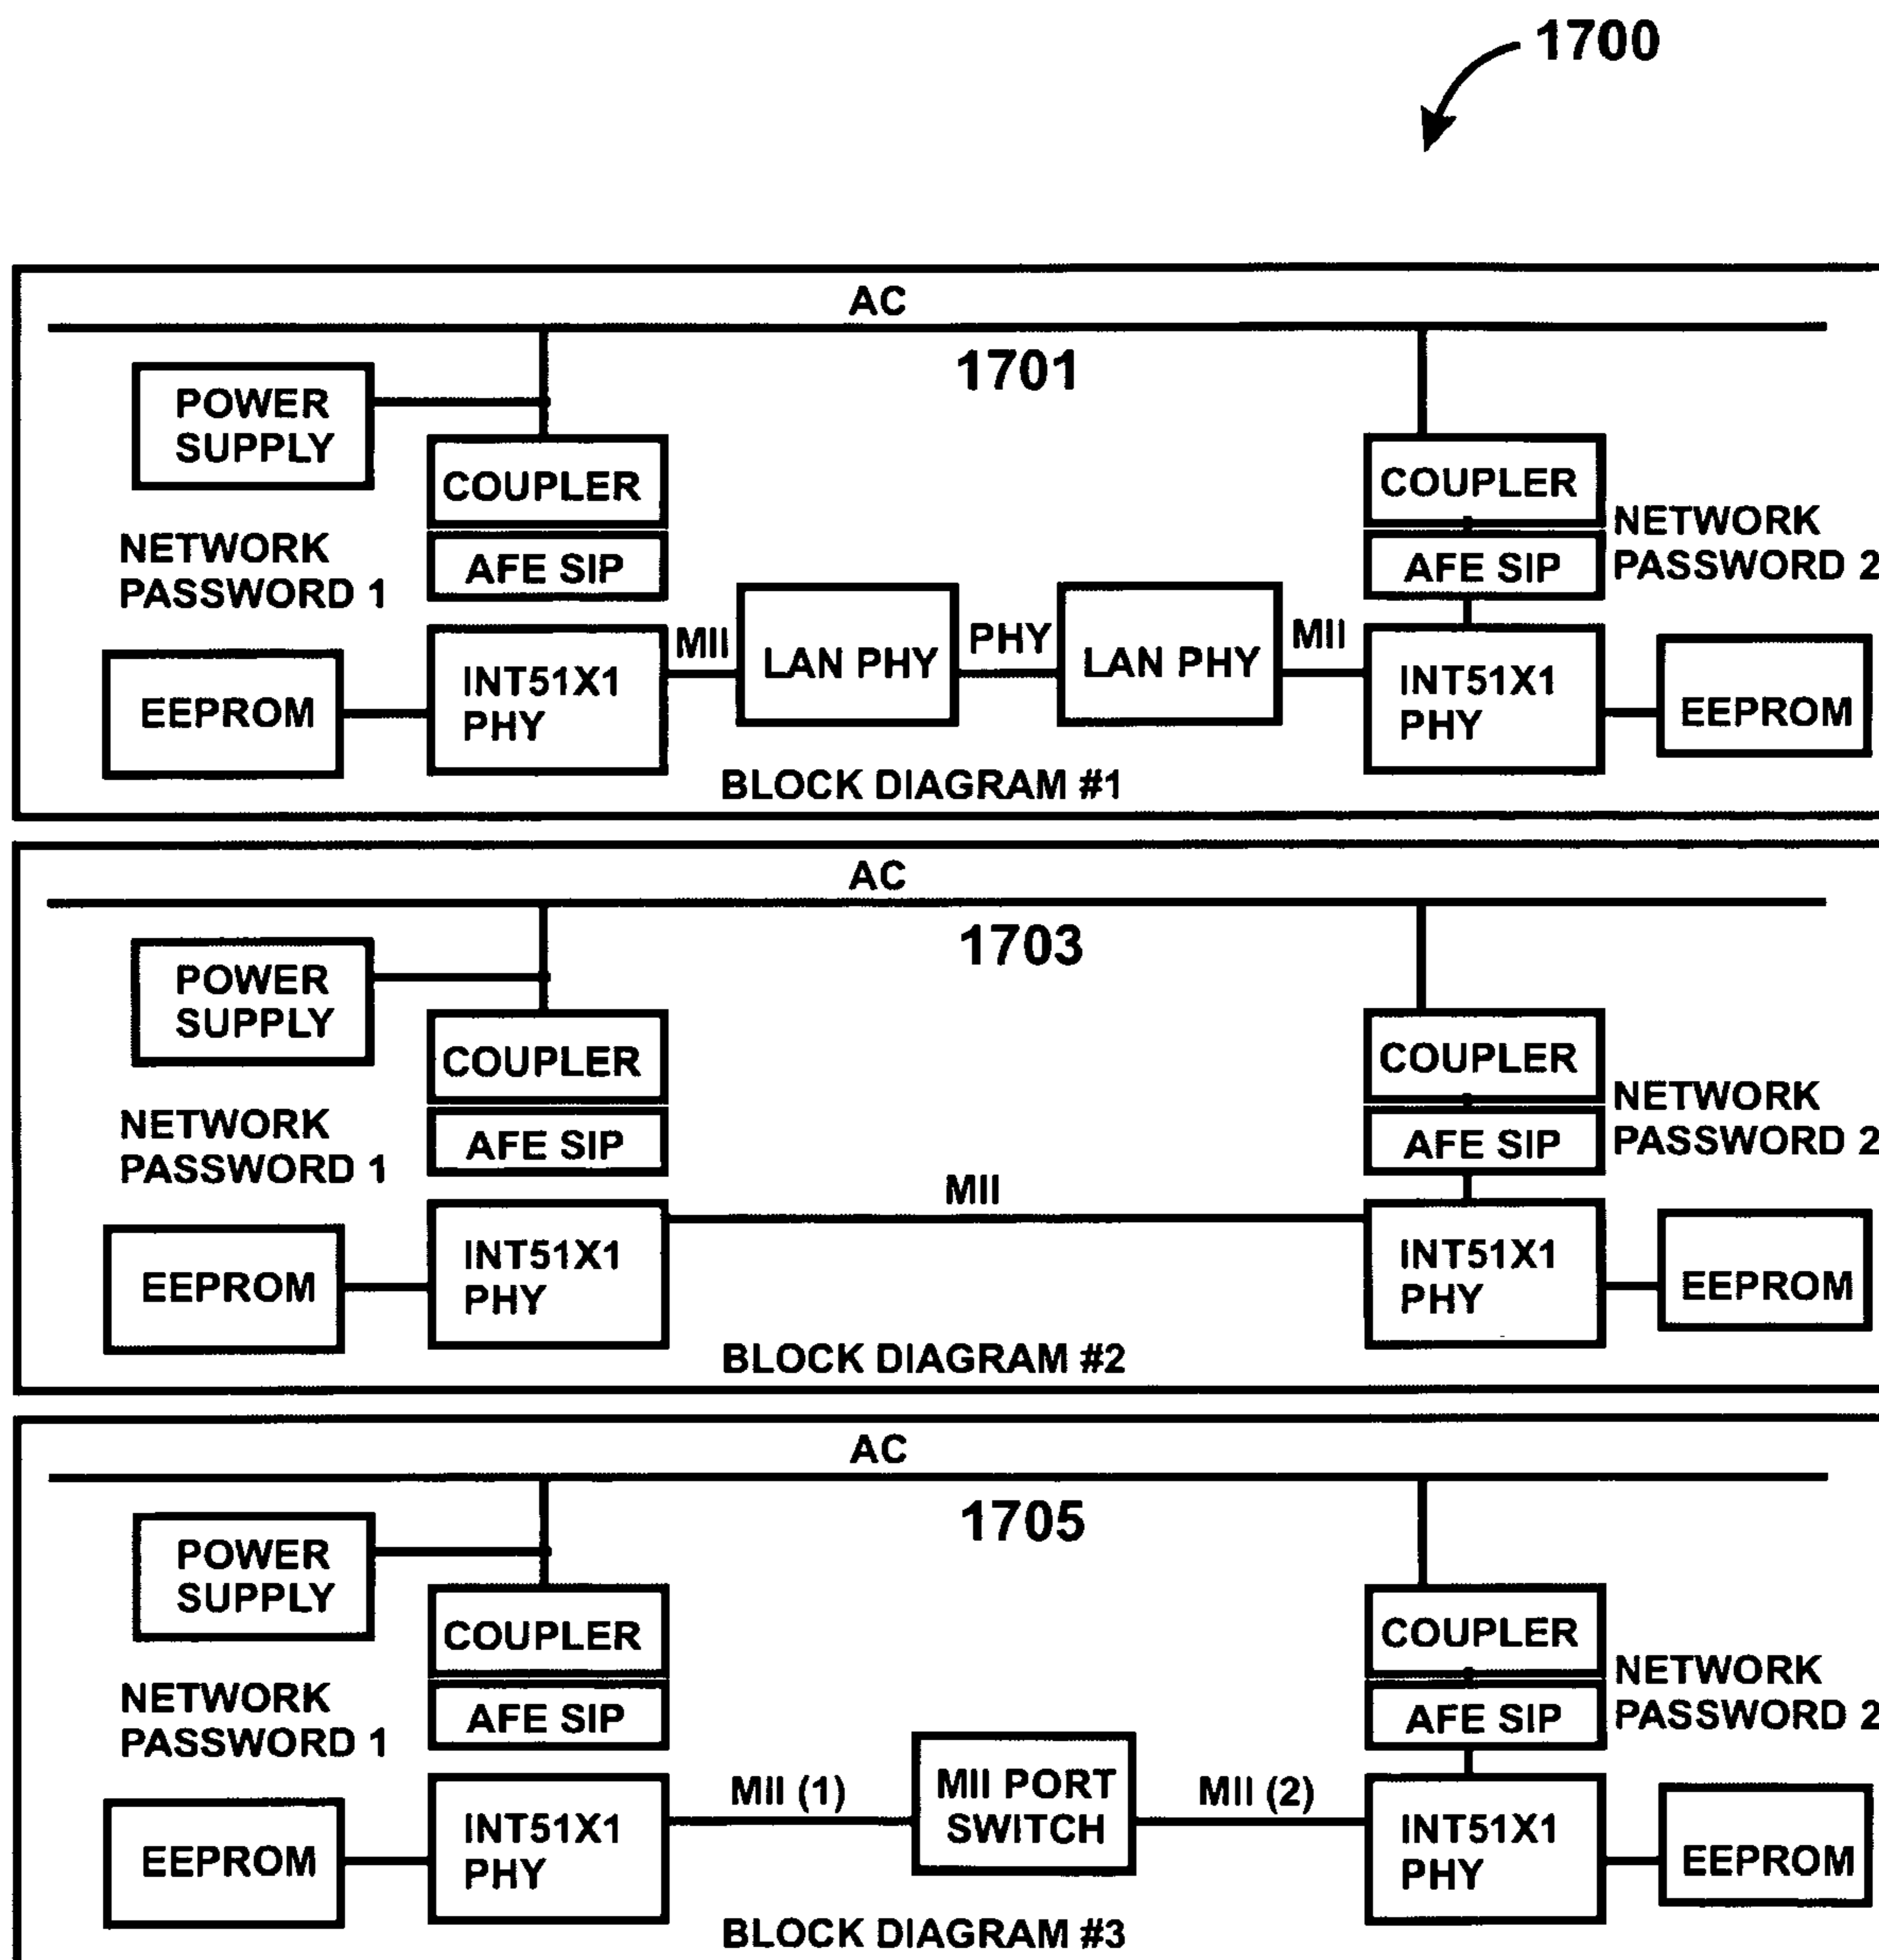 1700
AC
1701
POWER
SUPPLY
COUPLER
COUPLER
NETWORK
PASSWORD 1
AFE SIP
AFE SIP
NETWORK
PASSWORD 2
EEPROM
INT51X1
PHY
MII
LAN PHY
PHY
LAN PHY
MII
INT51X1
PHY
EEPROM
BLOCK DIAGRAM #1
AC
1703
POWER
SUPPLY
COUPLER
COUPLER
NETWORK
PASSWORD 1
AFE SIP
AFE SIP
NETWORK
PASSWORD 2
MII
EEPROM
INT51X1
PHY
INT51X1
PHY
EEPROM
BLOCK DIAGRAM #2
AC
1705
POWER
SUPPLY
COUPLER
COUPLER
NETWORK
PASSWORD 1
AFE SIP
AFE SIP
NETWORK
PASSWORD 2
EEPROM
INT51X1
PHY
MII (1)
MII PORT
SWITCH
MII (2)
INT51X1
PHY
EEPROM
BLOCK DIAGRAM #3